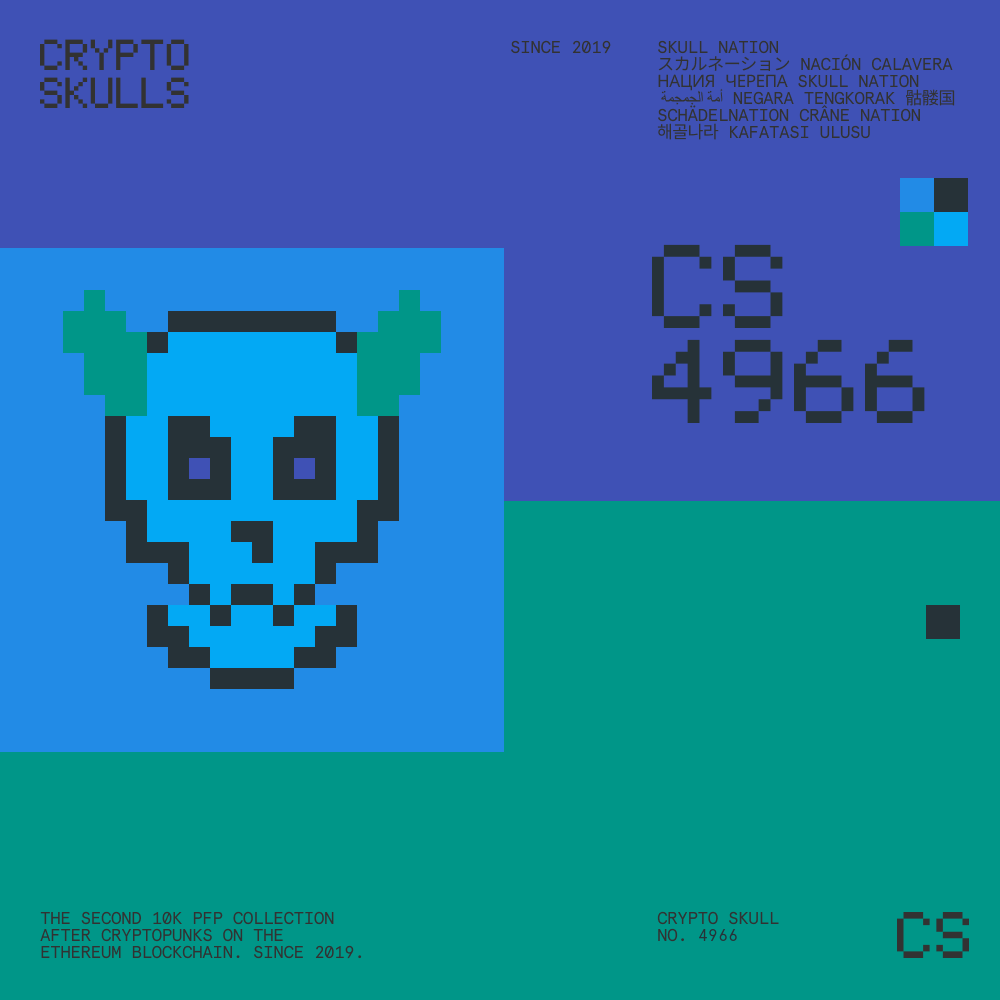 CRYPTO
SKULLS
SINCE 2019
SKULL NATION
スカルネーション NACIÓN CALAVERA
НАЦИЯ ЧЕРЕПА SKULL NATION
أمة الجمجمة NEGARA TENGKORAK 骷髅国
SCHÄDELNATION CRÂNE NATION
해골나라 KAFATASI ULUSU
CS
4966
THE SECOND 10K PFP COLLECTION
AFTER CRYPTOPUNKS ON THE
ETHEREUM BLOCKCHAIN. SINCE 2019.
CRYPTO SKULL
NO. 4966
CS